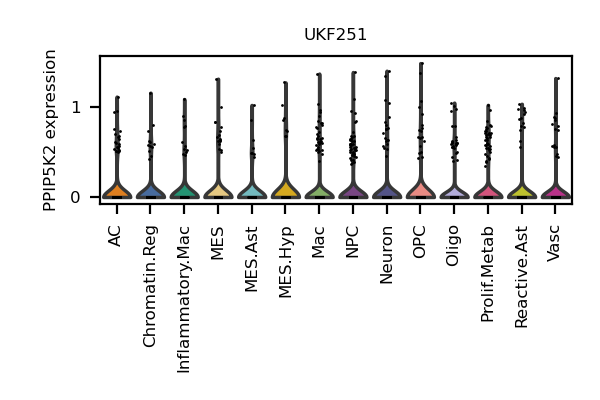 UKF251
PPIP5K2 expression
1
0
AC
Chromatin.Reg
Inflammatory.Mac
MES
MES.Ast
MES.Hyp
Mac
NPC
Neuron
OPC
Oligo
Prolif.Metab
Reactive.Ast
Vasc